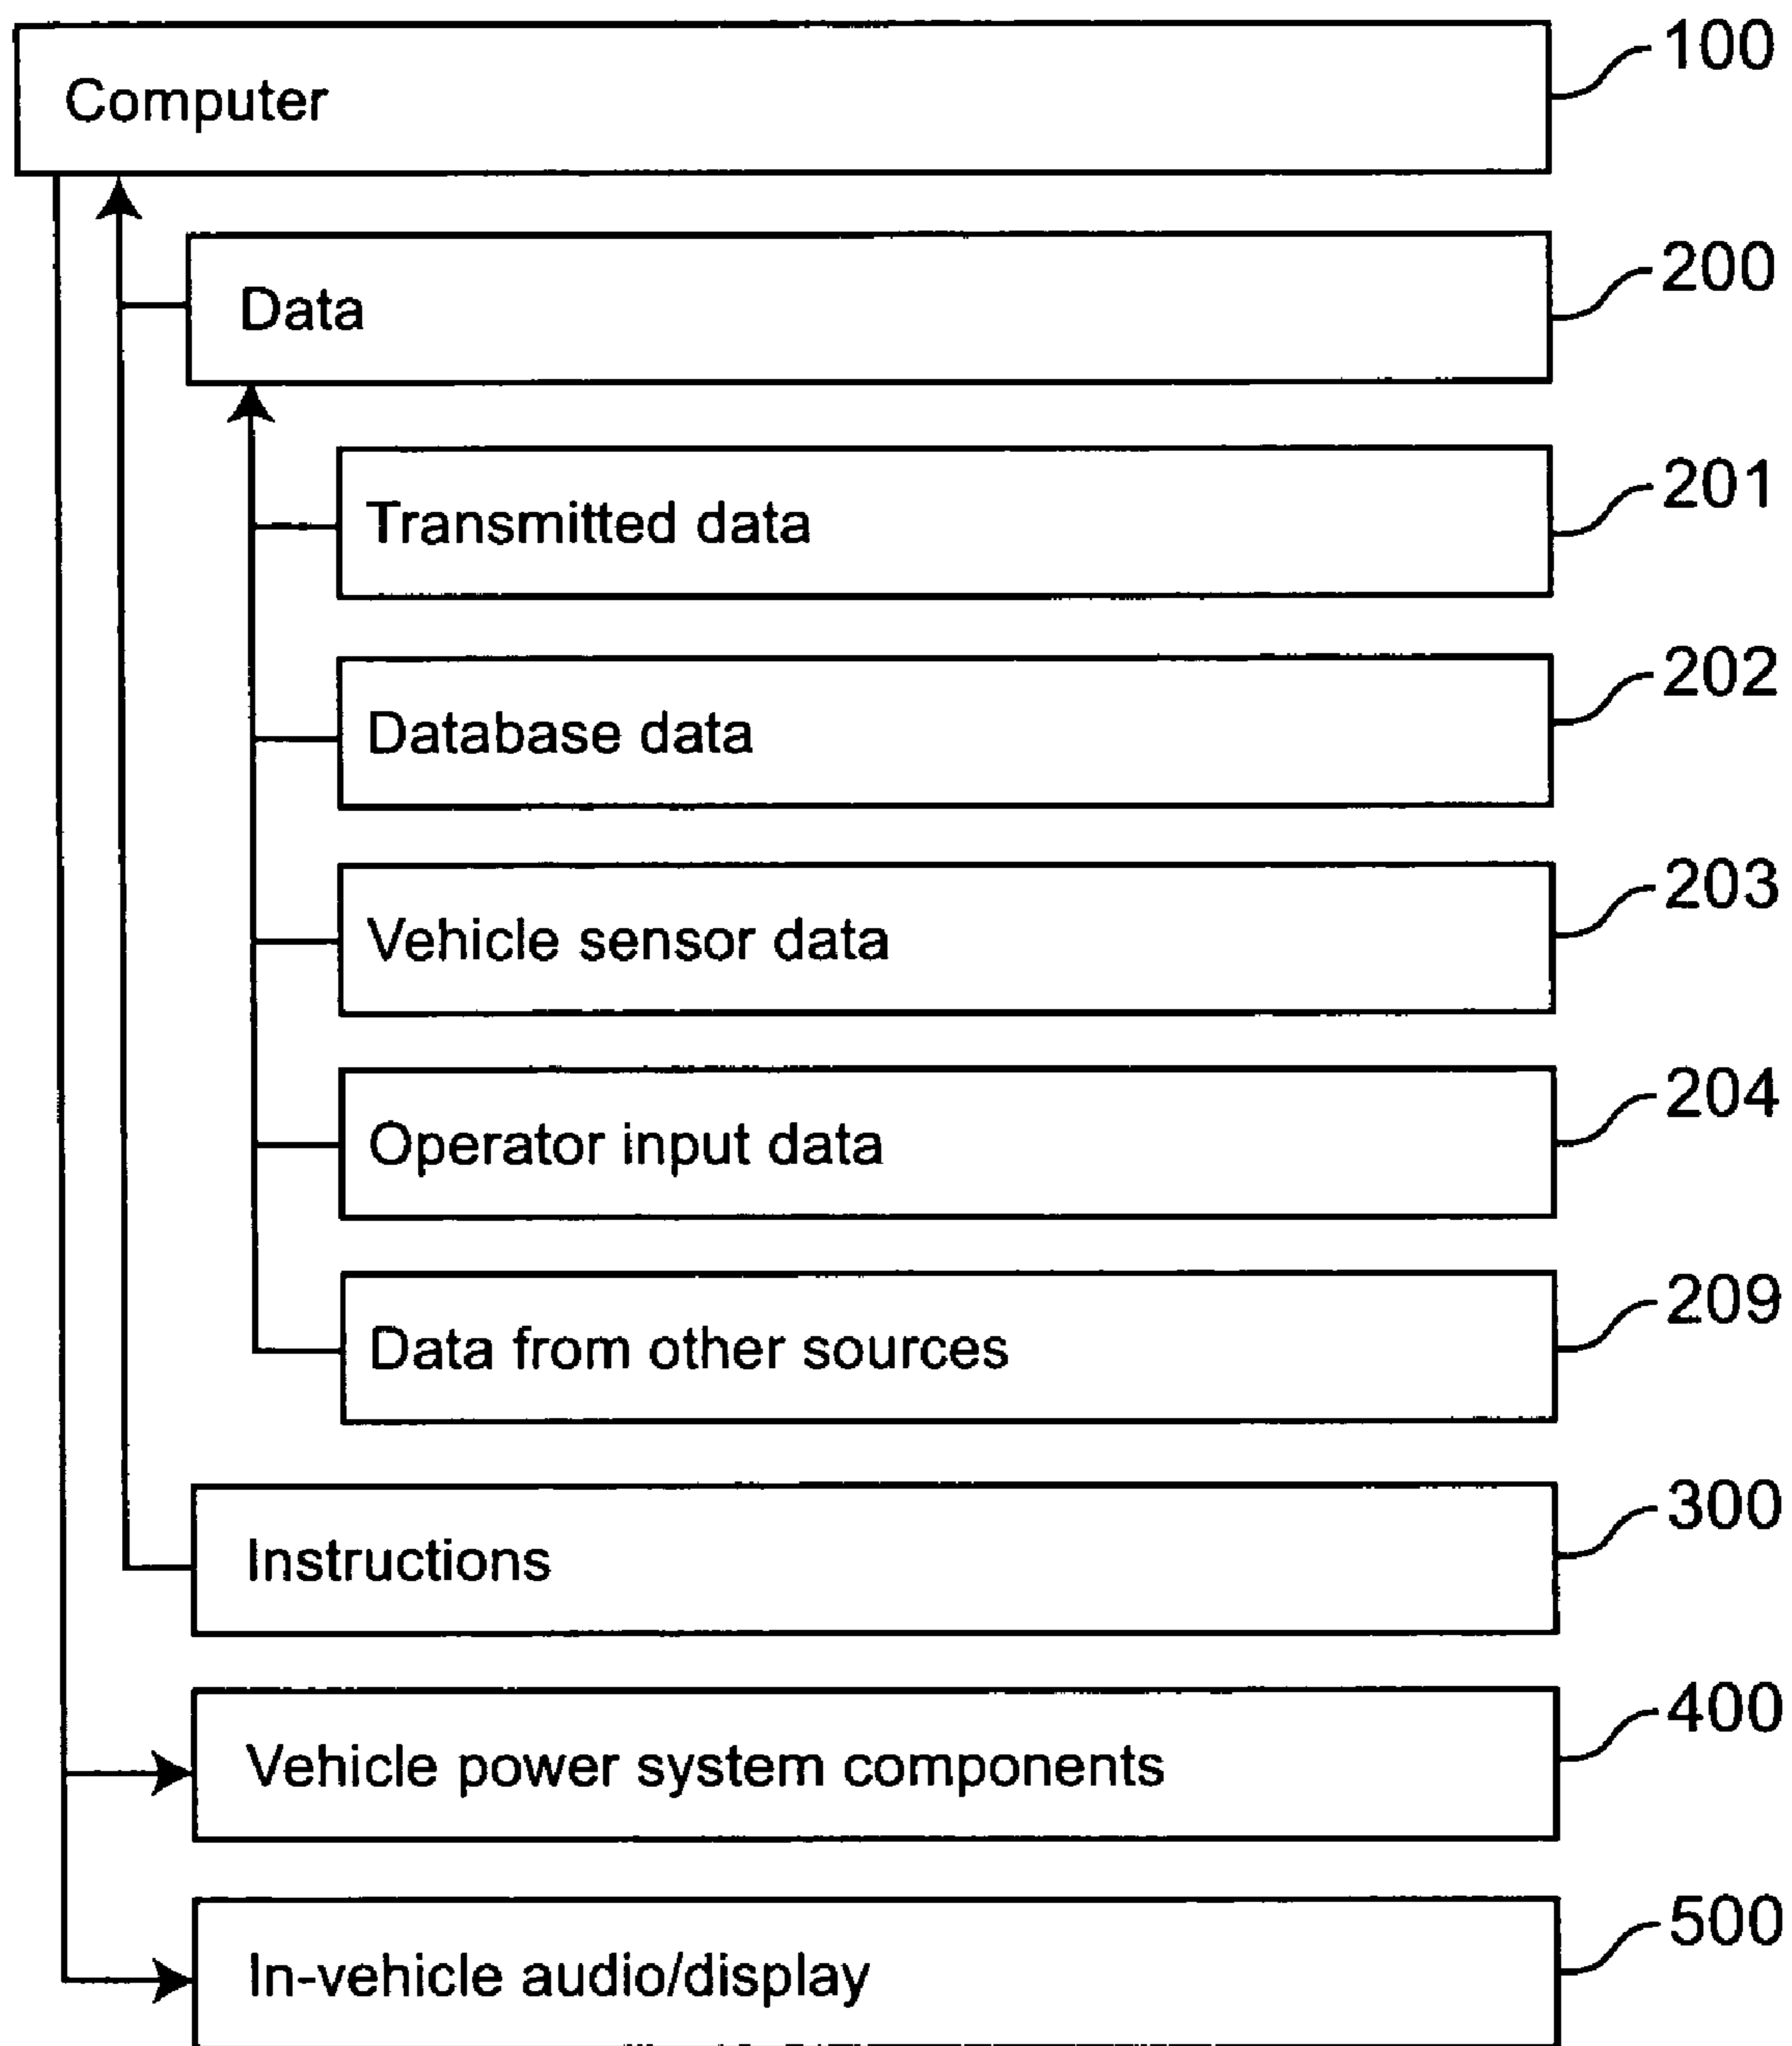 Computer 100
Data 200
Transmitted data 201
Database data 202
Vehicle sensor data 203
Operator input data 204
Data from other sources 209
Instructions 300
Vehicle power system components 400
In-vehicle audio/display 500